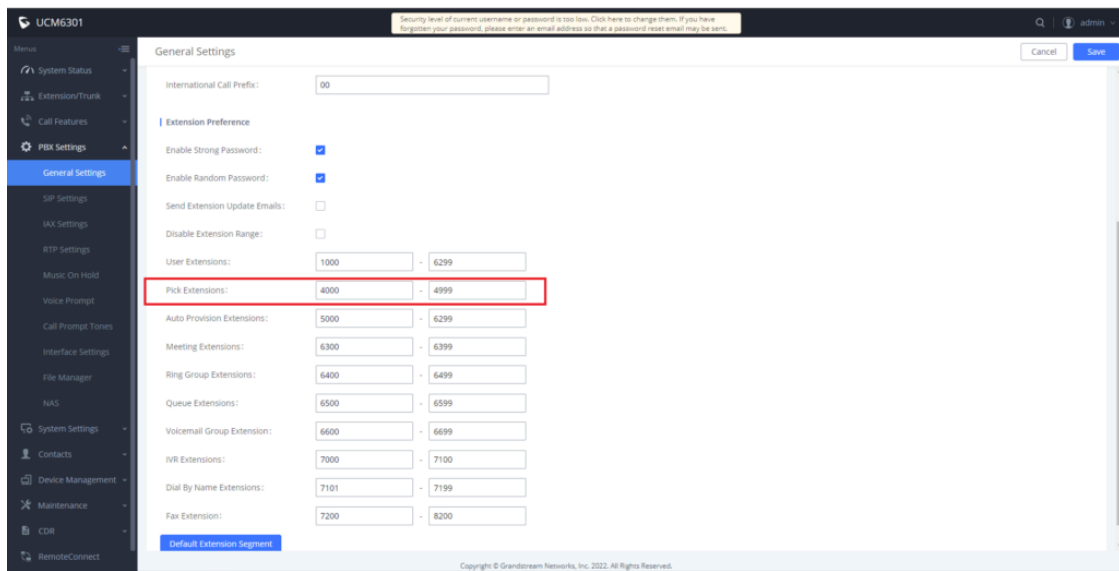 UCM6301
Security level of current username or password is too low. Click here to change them. If you have
forgotten your password, please enter an email address so that a password reset email may be sent.
admin
Menus
System Status
Extension/Trunk
Call Features
PBX Settings
General Settings
SIP Settings
IAX Settings
RTP Settings
Music On Hold
Voice Prompt
Call Prompt Tones
Interface Settings
File Manager
NAS
System Settings
Contacts
Device Management
Maintenance
CDR
RemoteConnect
General Settings
Cancel
Save
International Call Prefix: 00
Extension Preference
Enable Strong Password:
Enable Random Password:
Send Extension Update Emails:
Disable Extension Range:
User Extensions: 1000 - 6299
Pick Extensions: 4000 - 4999
Auto Provision Extensions: 5000 - 6299
Meeting Extensions: 6300 - 6399
Ring Group Extensions: 6400 - 6499
Queue Extensions: 6500 - 6599
Voicemail Group Extension: 6600 - 6699
IVR Extensions: 7000 - 7100
Dial By Name Extensions: 7101 - 7199
Fax Extension: 7200 - 8200
Default Extension Segment
Copyright © Grandstream Networks, Inc. 2022. All Rights Reserved.